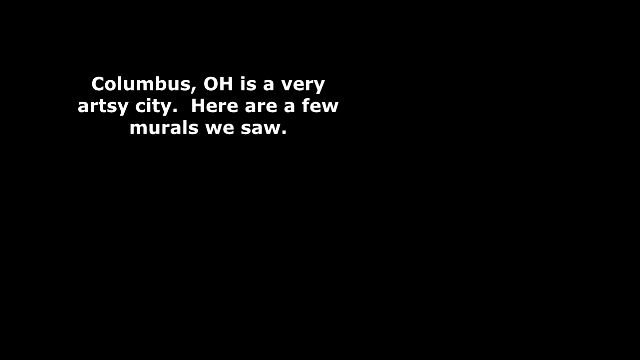 Columbus, OH is a very
artsy city.  Here are a few
murals we saw.